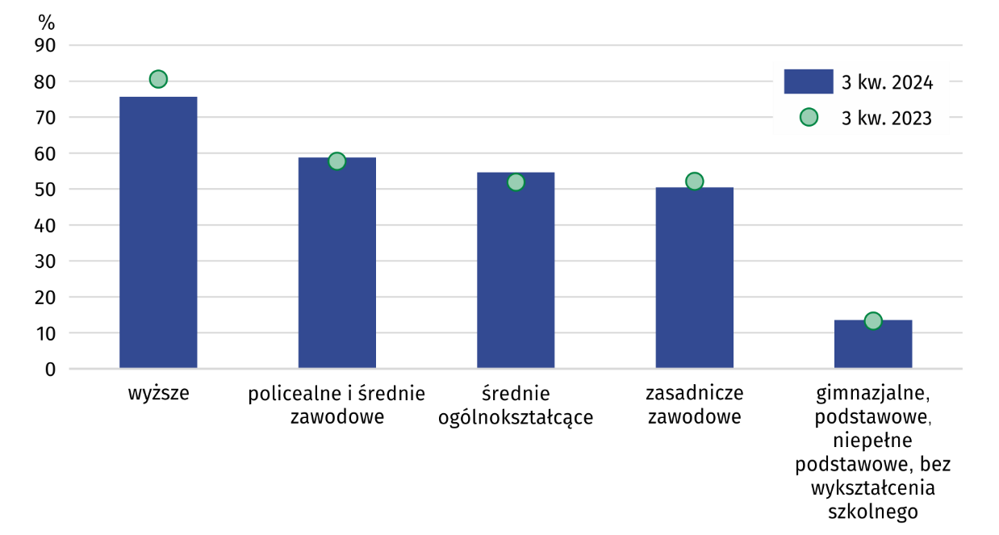 %
90
80
70
60
50
40
30
20
10
0
3 kw. 2024
3 kw. 2023
wyższe
policealne i średnie
zawodowe
średnie
ogólnokształcące
zasadnicze
zawodowe
gimnazjalne,
podstawowe,
niepełne
podstawowe, bez
wykształcenia
szkolnego